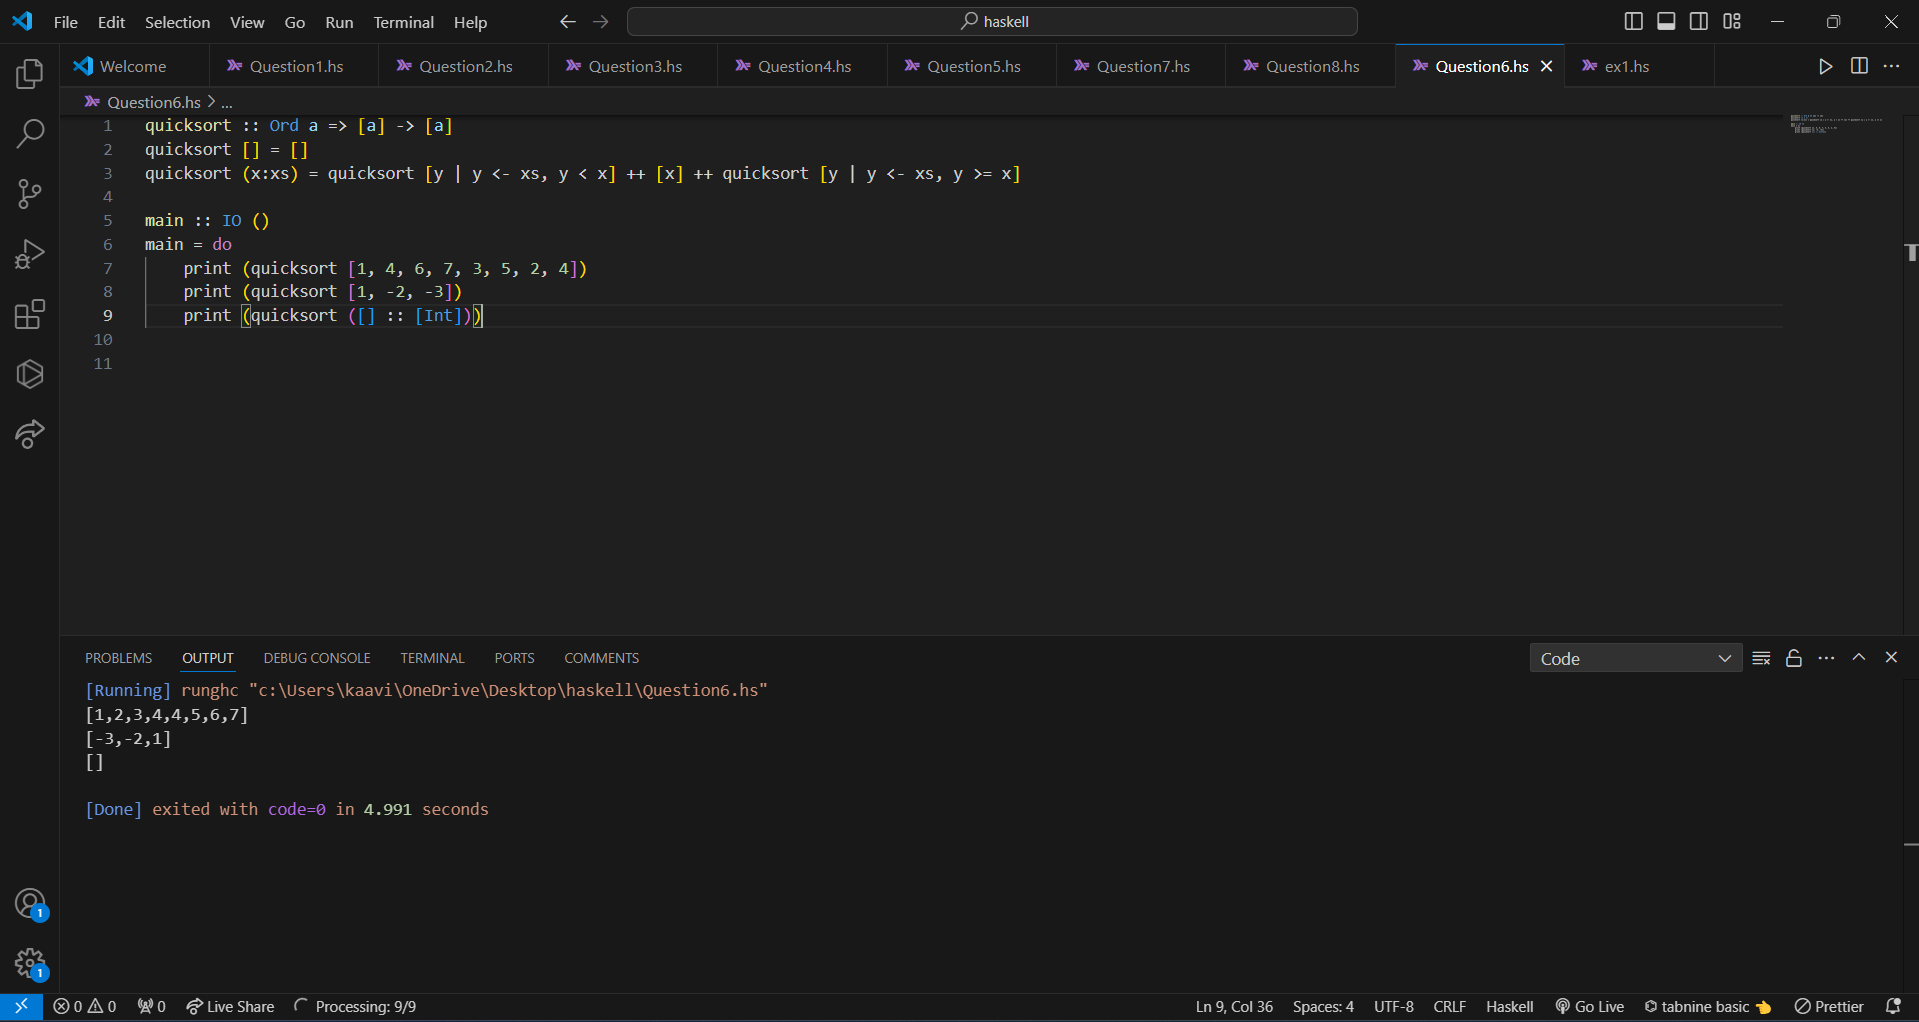 File Edit Selection View Go Run Terminal Help
haskell
Welcome Question1.hs Question2.hs Question3.hs Question4.hs Question5.hs Question7.hs Question8.hs Question6.hs ex1.hs
Question6.hs > ...
1 quicksort :: Ord a => [a] -> [a]
2 quicksort [] = []
3 quicksort (x:xs) = quicksort [y | y <- xs, y < x] ++ [x] ++ quicksort [y | y <- xs, y >= x]
4
5 main :: IO ()
6 main = do
7 print (quicksort [1, 4, 6, 7, 3, 5, 2, 4])
8 print (quicksort [1, -2, -3])
9 print (quicksort ([] :: [Int]))
10
11
PROBLEMS OUTPUT DEBUG CONSOLE TERMINAL PORTS COMMENTS
Code
[Running] runghc "c:\Users\kaavi\OneDrive\Desktop\haskell\Question6.hs"
[1,2,3,4,4,5,6,7]
[-3,-2,1]
[]
[Done] exited with code=0 in 4.991 seconds
1
1
0 0 0 Live Share Processing: 9/9 Ln 9, Col 36 Spaces: 4 UTF-8 CRLF Haskell Go Live tabnine basic Prettier